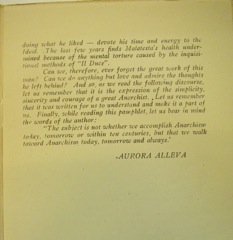 doing what he liked — devote his time and energy to the
Ideal. The last few years finds Malatesta's health under-
mined because of the mental torture caused by the inquisi-
tional methods of "Il Duce".
Can we, therefore, ever forget the great work of this
man? Can we do anything but love and admire the thoughts
he left behind? And so, as we read the following discourse,
let us remember that it is the expression of the simplicity,
sincerity and courage of a great Anarchist. Let us remember
that it was written for us to understand and make it a part of
us. Finally, while reading this pamphlet, let us bear in mind
the words of the author:
"The subject is not whether we accomplish Anarchism
today, tomorrow or within ten centuries, but that we walk
toward Anarchism today, tomorrow and always."
-AURORA ALLEVA